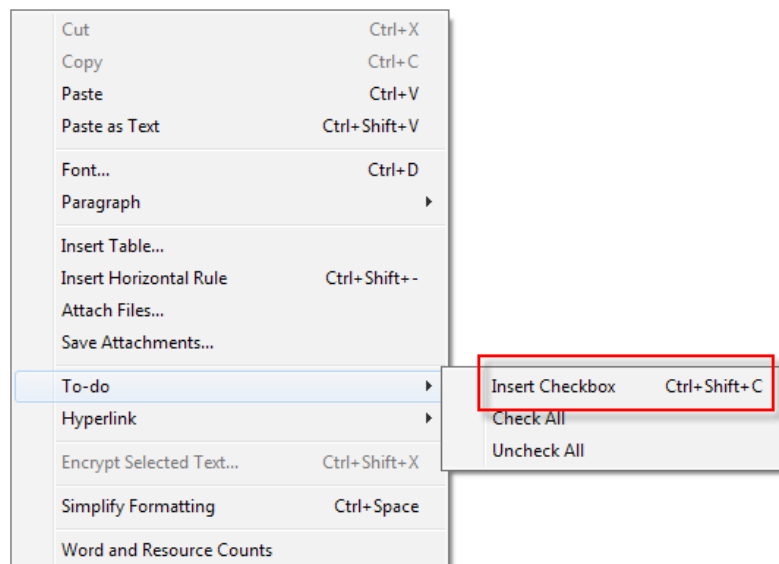 Cut Ctrl+X
Copy Ctrl+C
Paste Ctrl+V
Paste as Text Ctrl+Shift+V
Font... Ctrl+D
Paragraph
Insert Table...
Insert Horizontal Rule Ctrl+Shift+-
Attach Files...
Save Attachments...
To-do
Hyperlink
Encrypt Selected Text... Ctrl+Shift+X
Simplify Formatting Ctrl+Space
Word and Resource Counts
Insert Checkbox Ctrl+Shift+C
Check All
Uncheck All